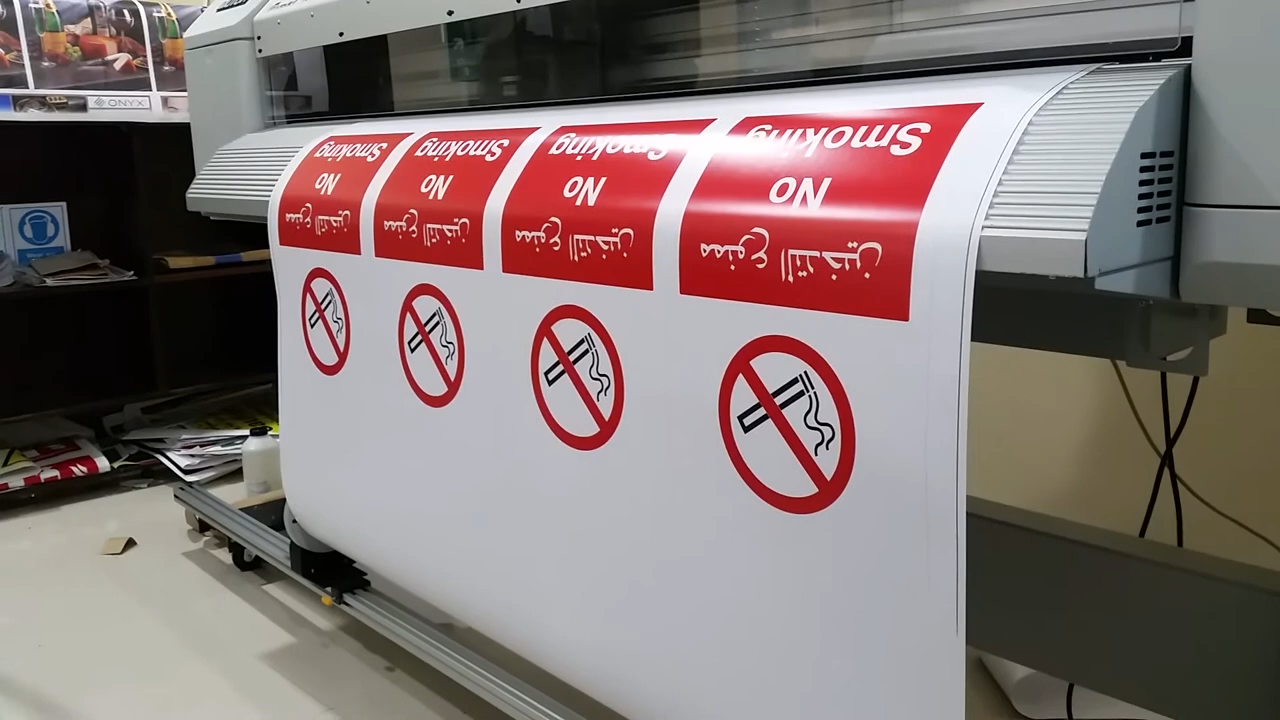 ONYX
ممنوع التدخين
No
Smoking
ممنوع التدخين
No
Smoking
ممنوع التدخين
No
Smoking
ممنوع التدخين
No
Smoking